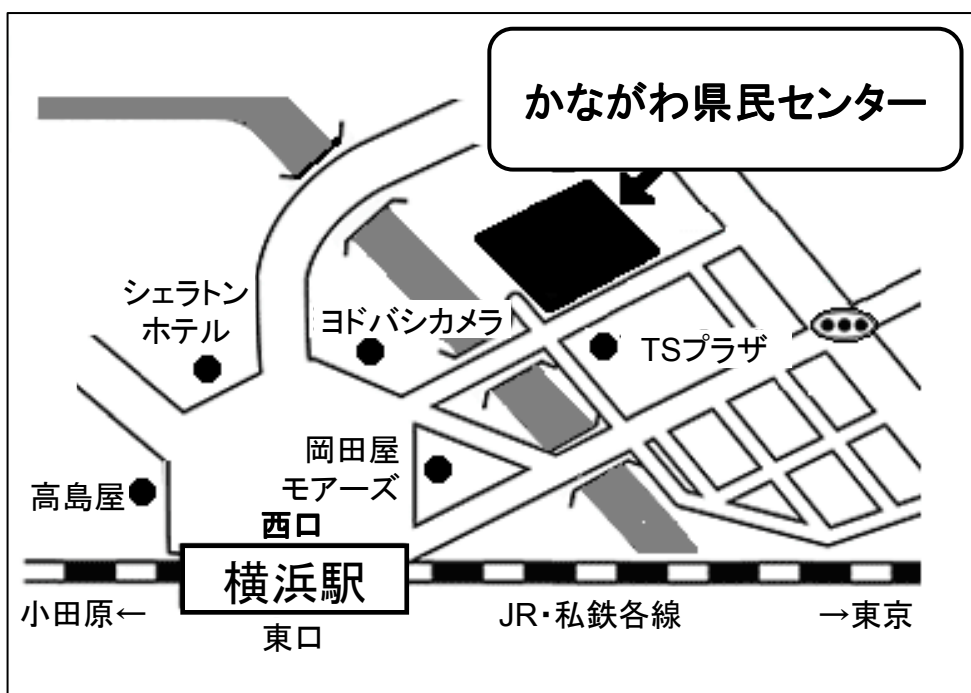 かながわ県民センター
シェラトン
ホテル
ヨドバシカメラ
TSプラザ
岡田屋
モアーズ
高島屋
西口
横浜駅
小田原←
東口
JR・私鉄各線
→東京